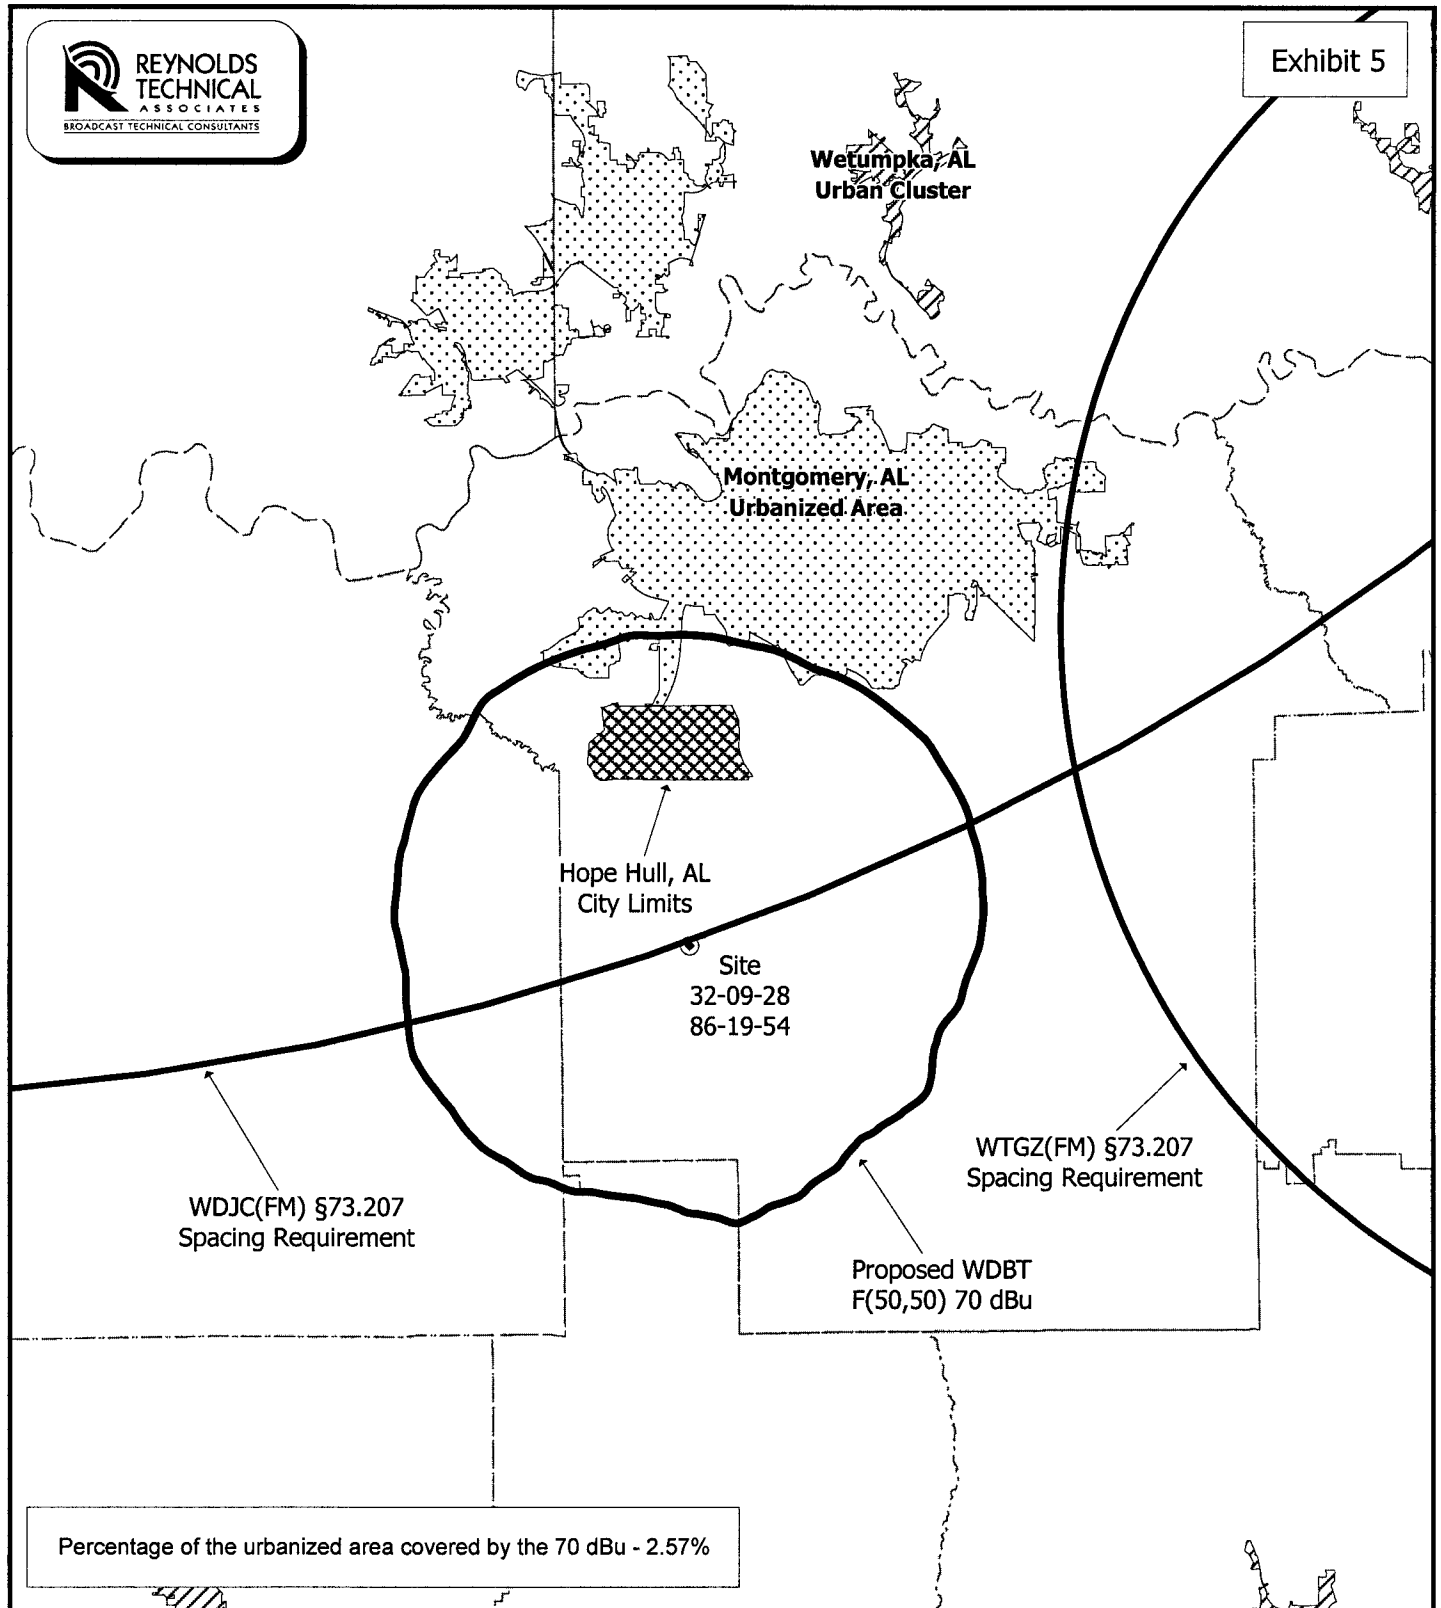 REYNOLDS
TECHNICAL
ASSOCIATES
BROADCAST TECHNICAL CONSULTANTS
Exhibit 5
Wetumpka, AL
Urban Cluster
Montgomery, AL
Urbanized Area
Hope Hull, AL
City Limits
Site
32-09-28
86-19-54
WTGZ(FM) §73.207
Spacing Requirement
WDJC(FM) §73.207
Spacing Requirement
Proposed WDBT
F(50,50) 70 dBu
Percentage of the urbanized area covered by the 70 dBu - 2.57%